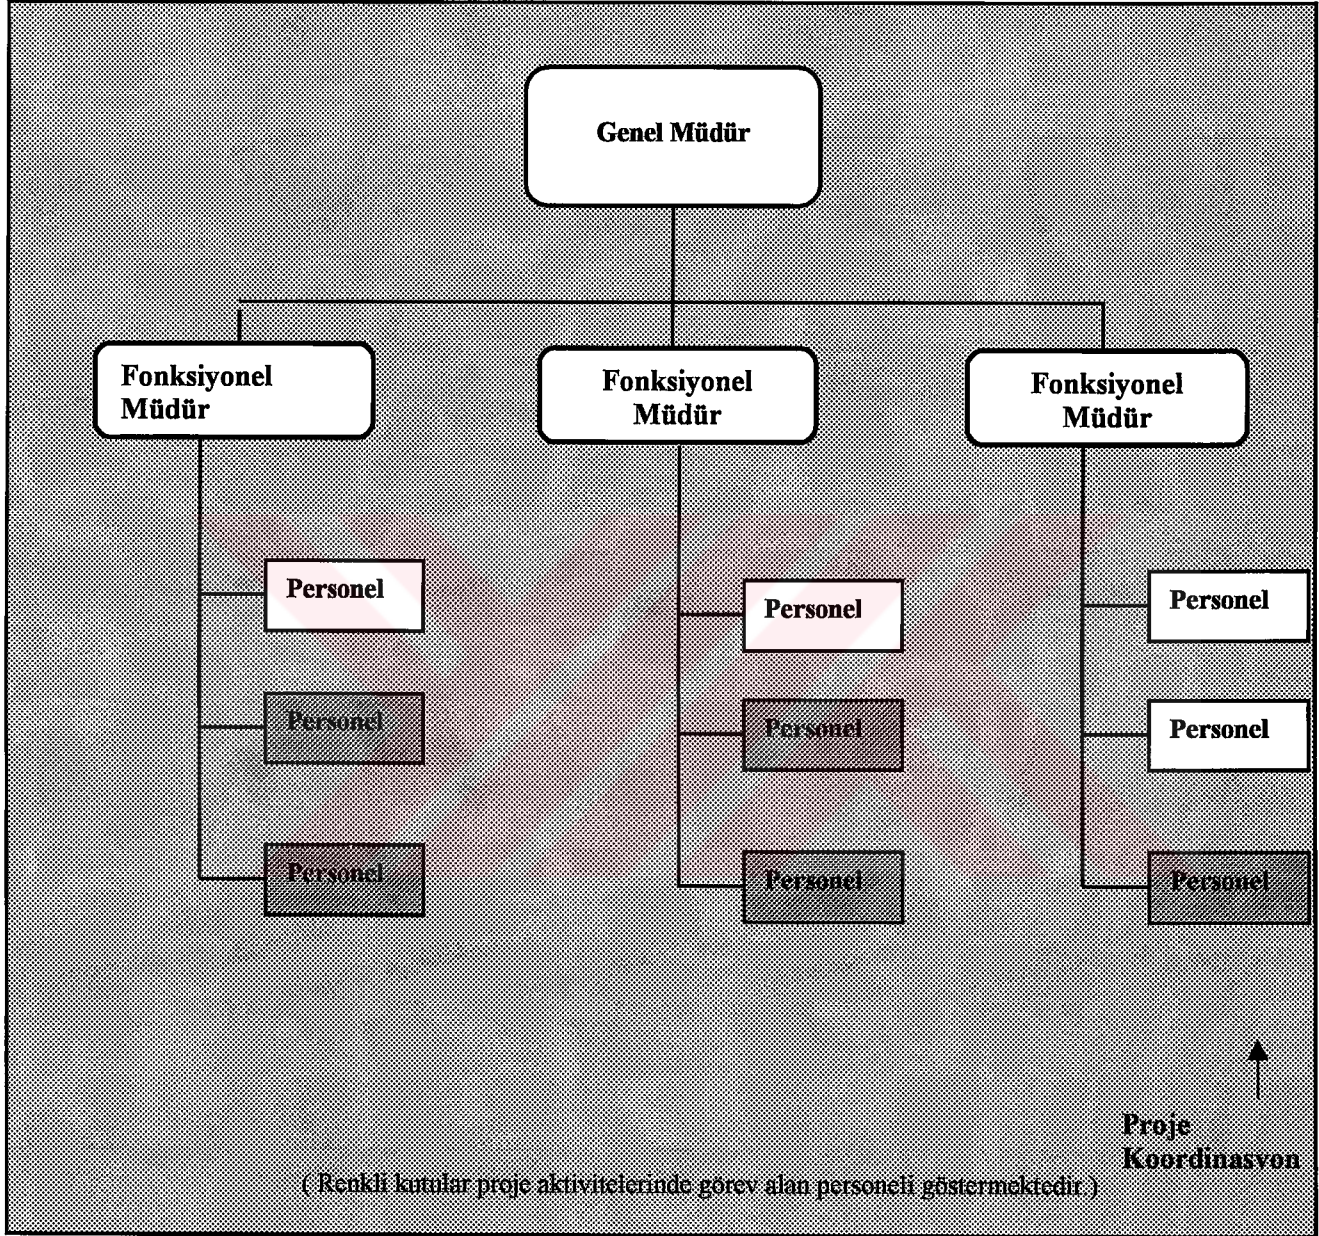 Genel Müdür
Fonksiyonel
Müdür
Fonksiyonel
Müdür
Fonksiyonel
Müdür
Personel
Personel
Personel
Personel
Personel
Personel
Personel
Personel
Personel
Proje
Koordinasvon
( Renkli kutular proje aktivitelerinde görev alan personeli göstermektedir.)